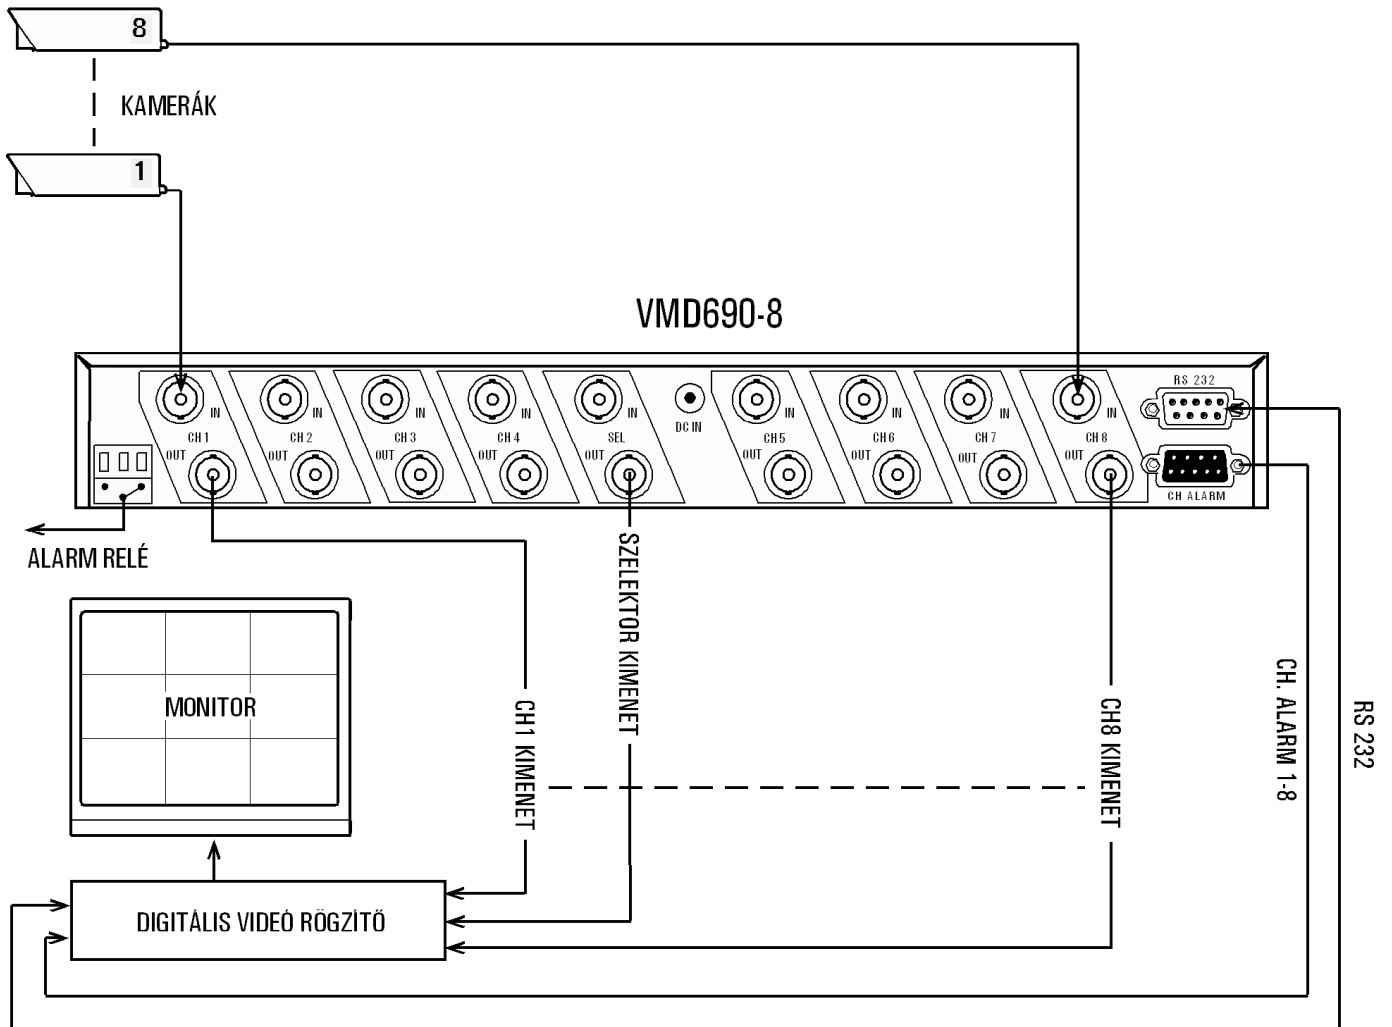 8
KAMERÁK
1
VMD690-8
IN
CH 1
OUT
IN
CH 2
OUT
IN
CH 3
OUT
IN
CH 4
OUT
IN
SEL
OUT
DC IN
IN
CH 5
OUT
IN
CH 6
OUT
IN
CH 7
OUT
IN
CH 8
OUT
RS 232
CH ALARM
ALARM RELÉ
SZELEKTOR KIMENET
CH1 KIMENET
CH8 KIMENET
CH. ALARM 1-8
RS 232
MONITOR
DIGITÁLIS VIDEÓ RÖGZÍTŐ